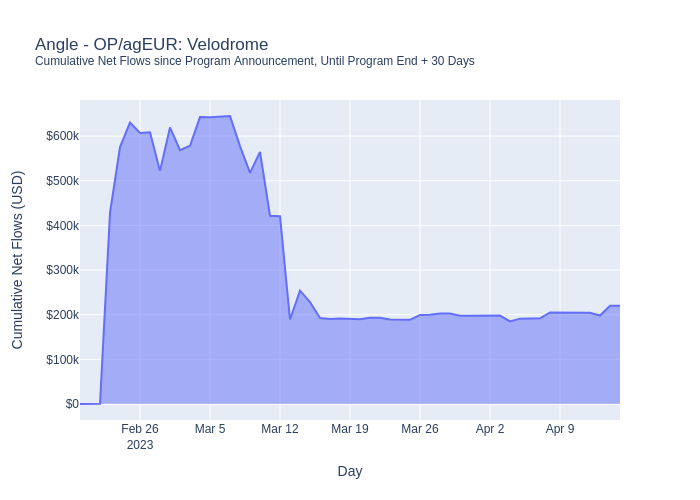 Angle - OP/agEUR: Velodrome
Cumulative Net Flows since Program Announcement, Until Program End + 30 Days
Cumulative Net Flows (USD)
$600k
$500k
$400k
$300k
$200k
$100k
$0
Feb 26
2023
Mar 5
Mar 12
Mar 19
Mar 26
Apr 2
Apr 9
Day